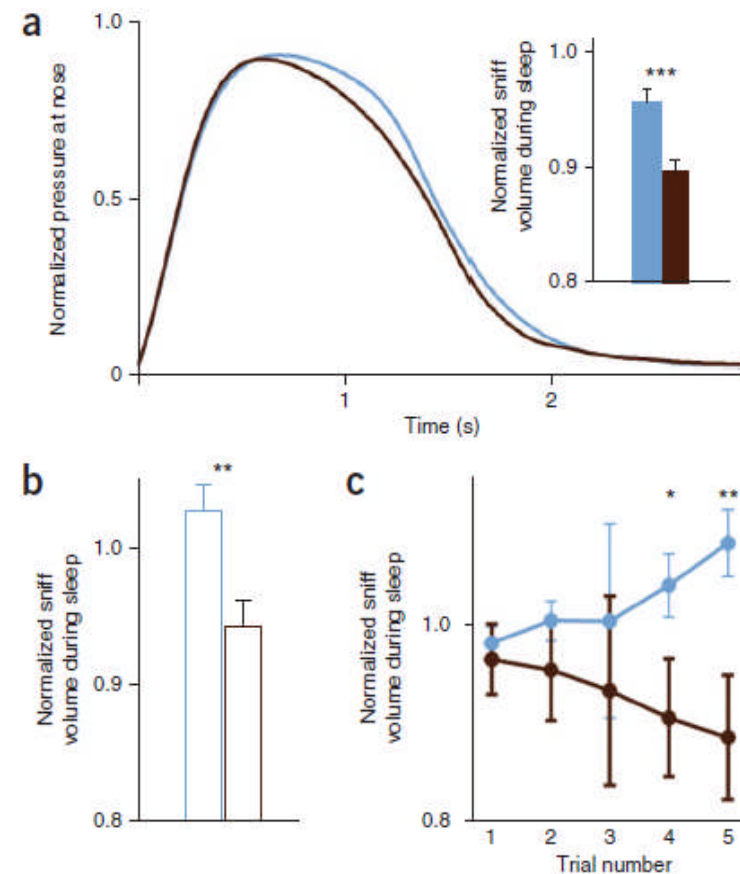 a
Normalized pressure at nose
1.0
0.5
0
1
2
Time (s)
Normalized sniff
volume during sleep
1.0
0.9
0.8
***
b
Normalized sniff
volume during sleep
1.0
0.9
0.8
**
c
Normalized sniff
volume during sleep
1.0
0.8
*
**
1 2 3 4 5
Trial number